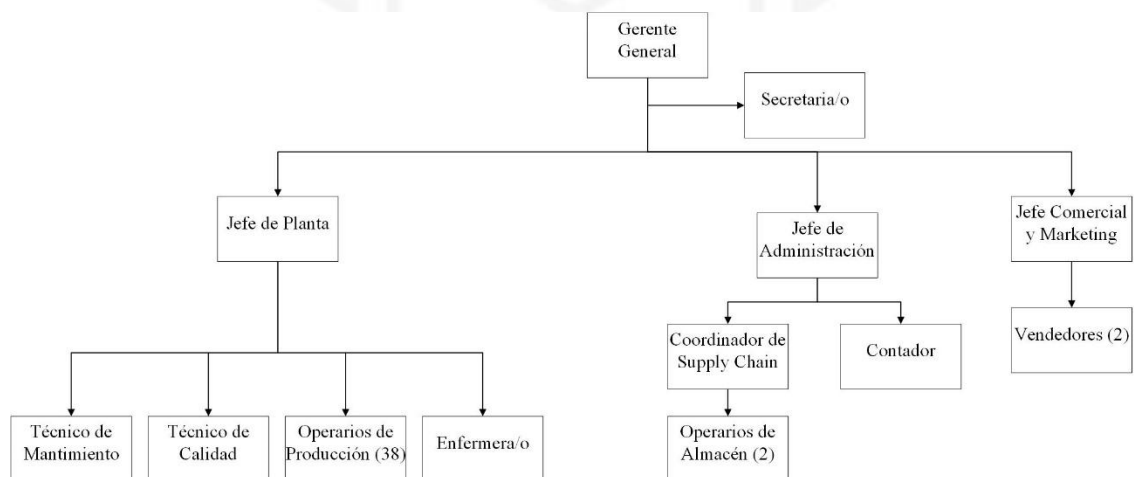 Gerente
General
Secretaria/o
Jefe de Planta
Jefe de
Administración
Jefe Comercial
y Marketing
Coordinador de
Supply Chain
Contador
Vendedores (2)
Técnico de
Mantimiento
Técnico de
Calidad
Operarios de
Producción (38)
Enfermera/o
Operarios de
Almacén (2)